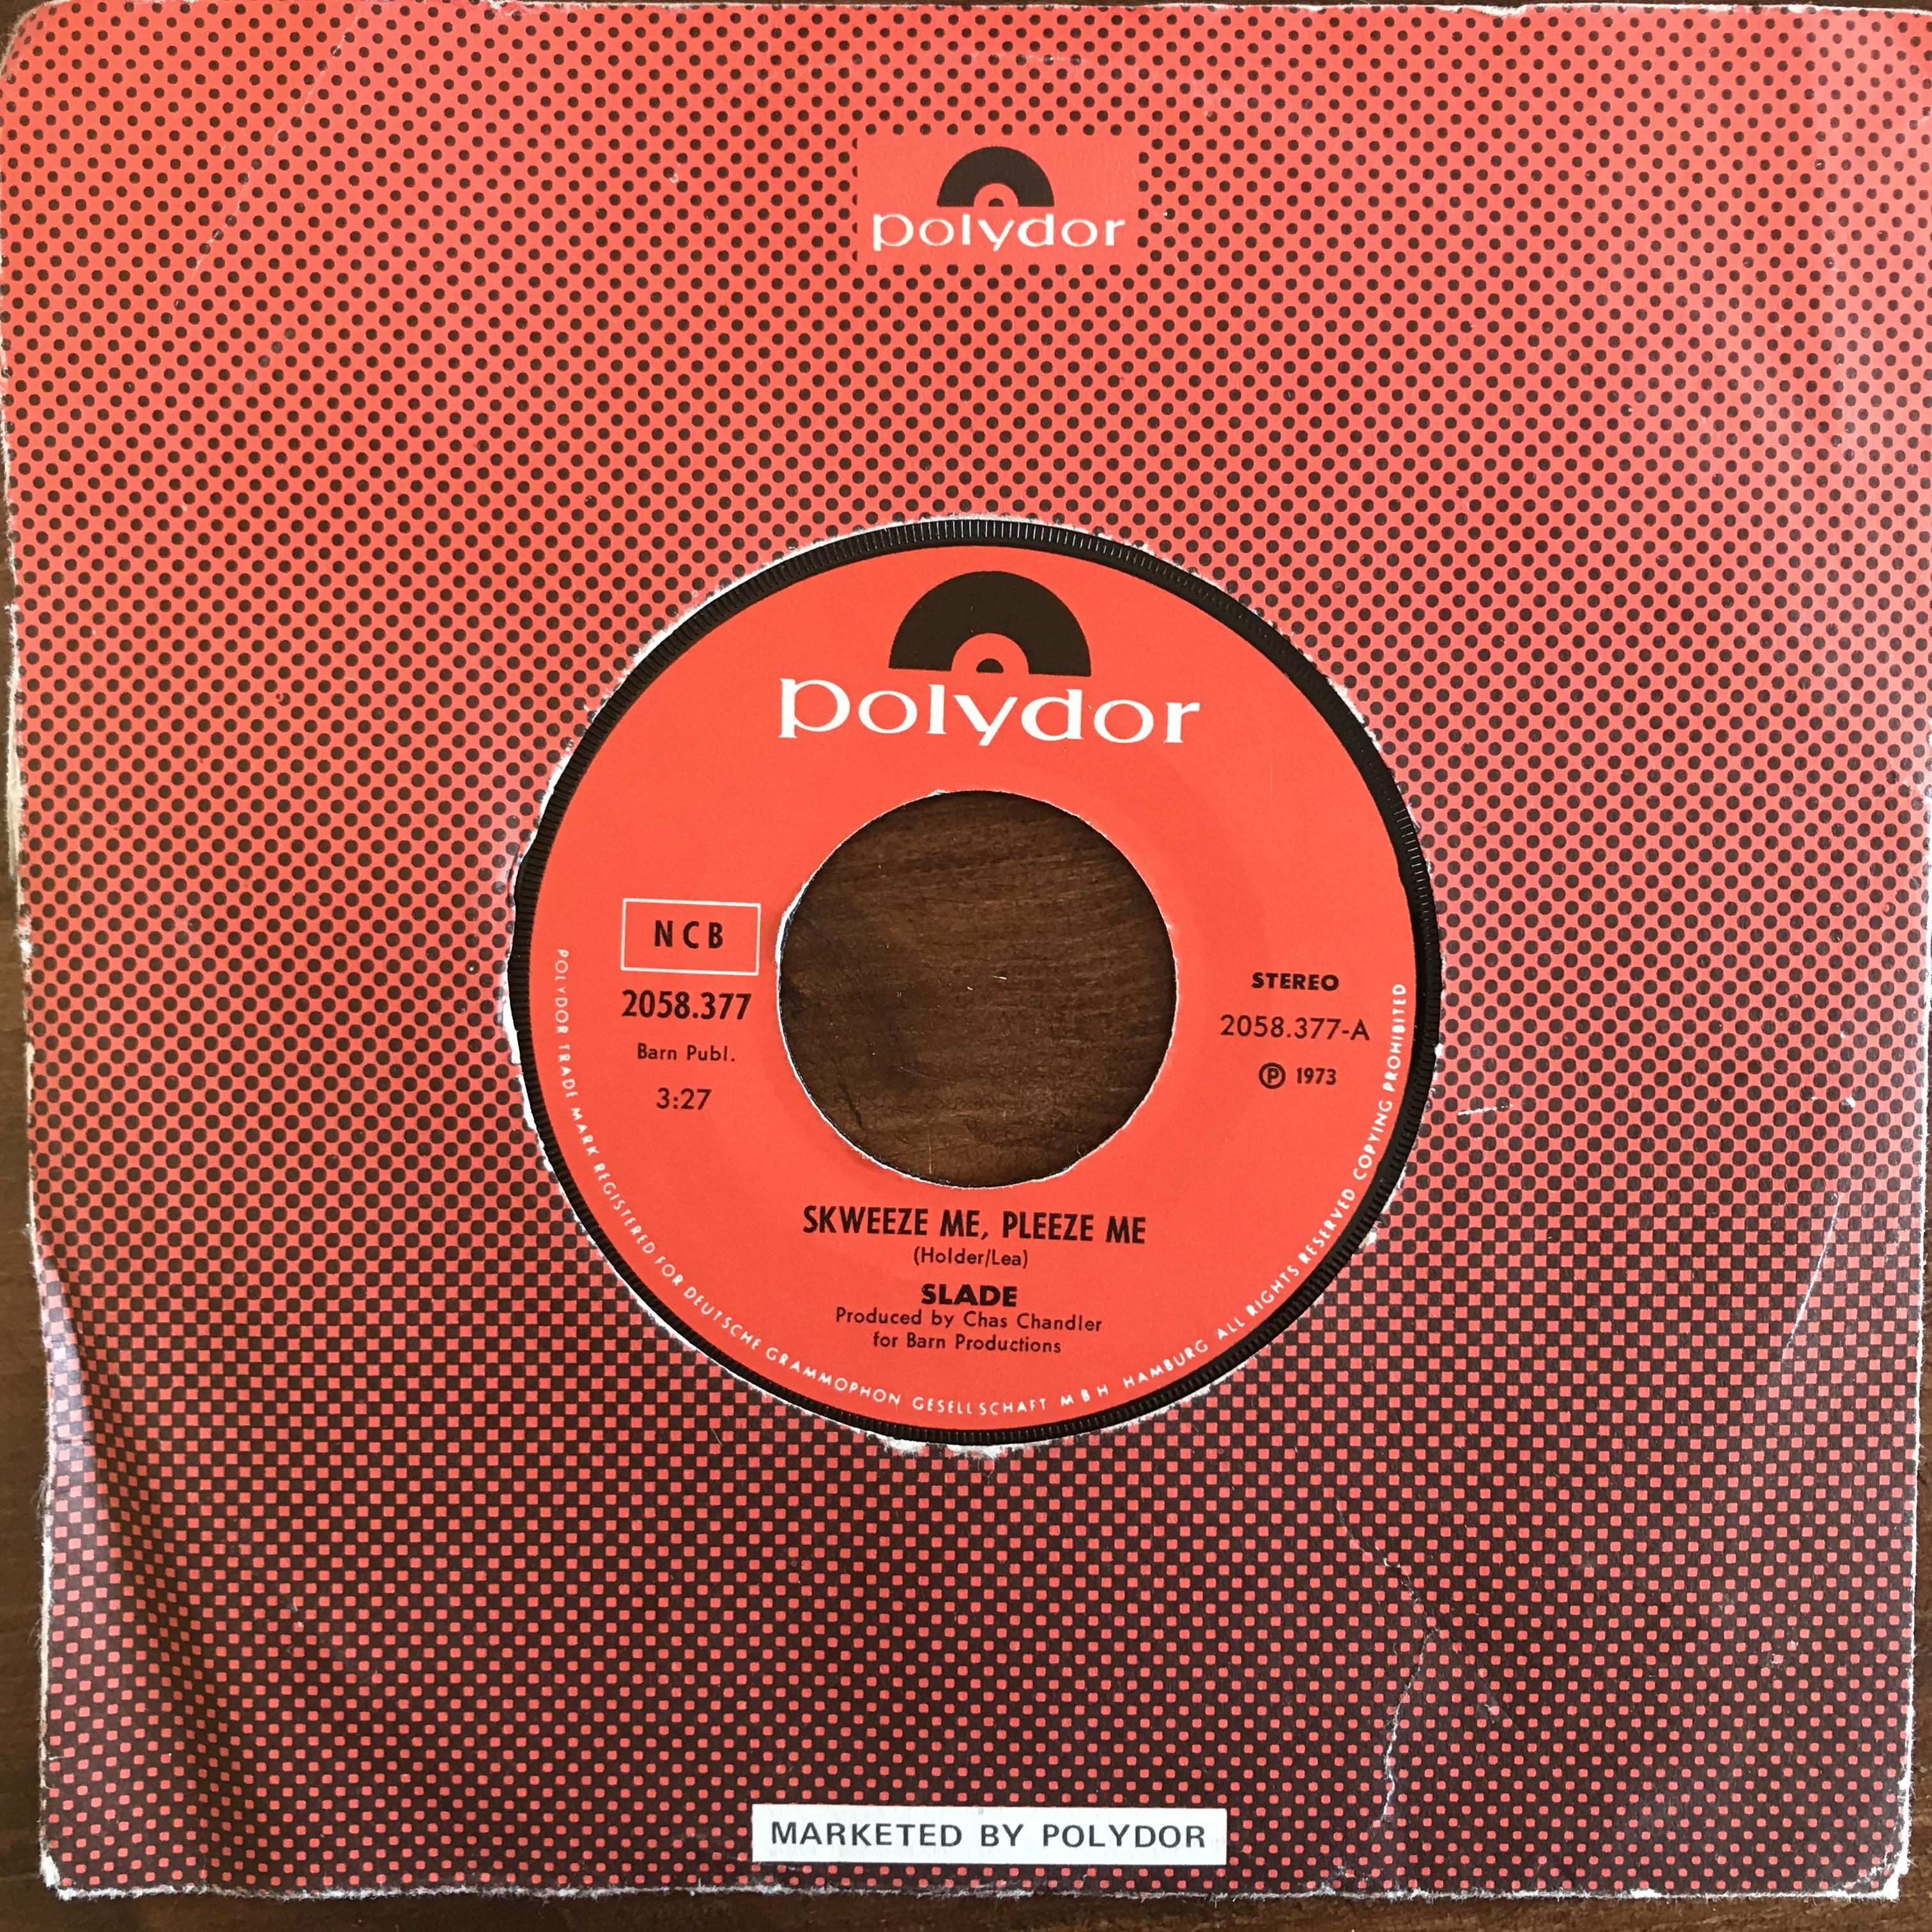 polydor
polydor
NCB
2058.377
Barn Publ.
3:27
STEREO
2058.377-A
Ⓟ 1973
SKWEEZE ME, PLEEZE ME
(Holder/Lea)
SLADE
Produced by Chas Chandler
for Barn Productions
POLYDOR TRADE MARK REGISTERED FOR DEUTSCHE GRAMMOPHON GESELLSCHAFT MBH HAMBURG ALL RIGHTS RESERVED COPYING PROHIBITED
MARKETED BY POLYDOR